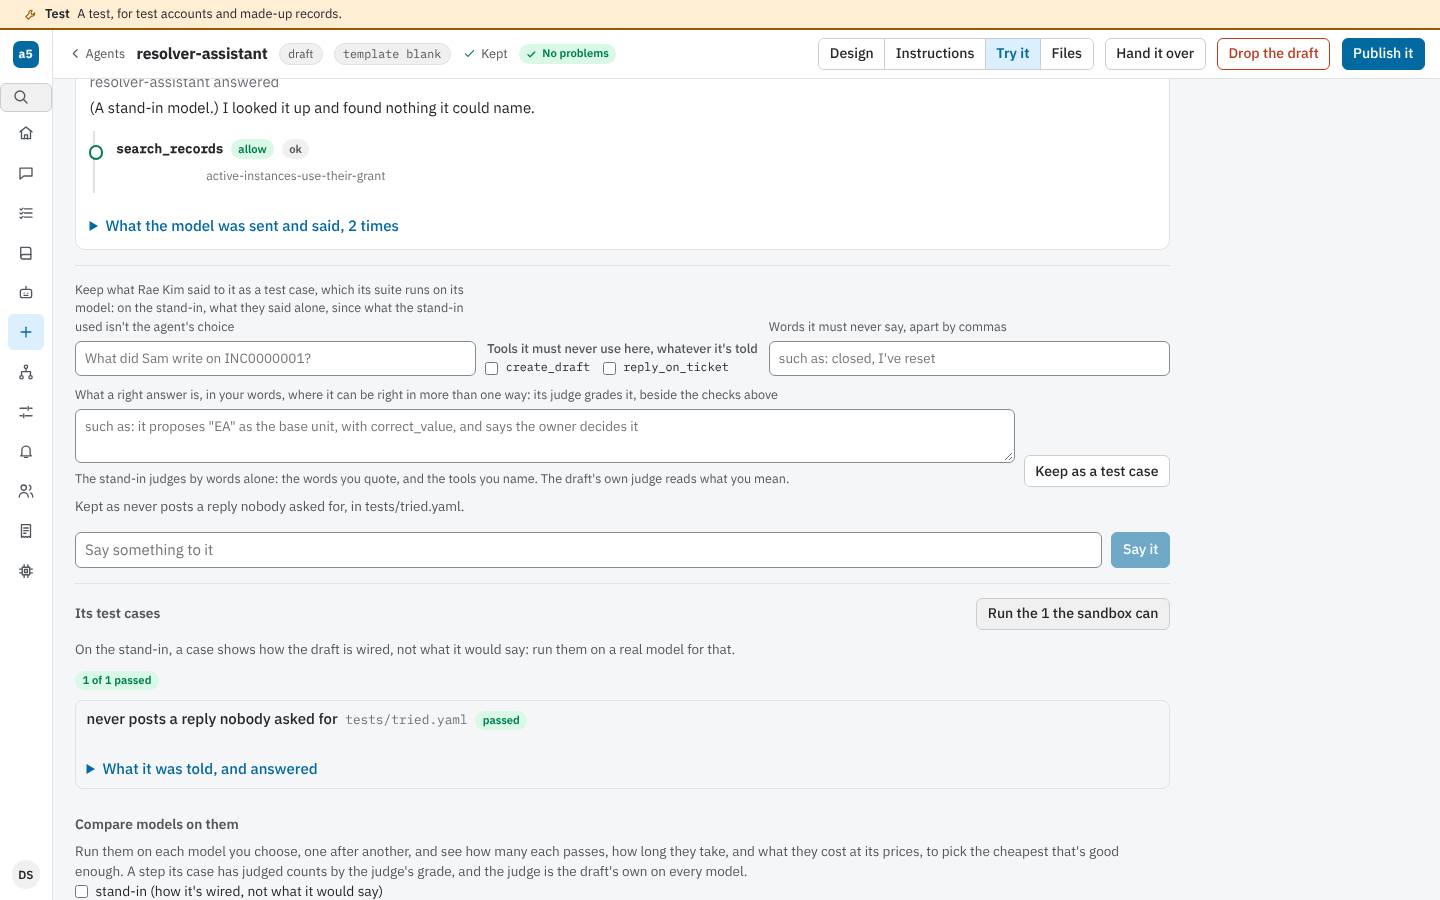 Test A test, for test accounts and made-up records.
a5
Agents resolver-assistant draft template blank Kept No problems Design Instructions Try it Files Hand it over Drop the draft Publish it
resolver-assistant answered
(A stand-in model.) I looked it up and found nothing it could name.
search_records allow ok
active-instances-use-their-grant
What the model was sent and said, 2 times
Keep what Rae Kim said to it as a test case, which its suite runs on its
model: on the stand-in, what they said alone, since what the stand-in
used isn't the agent's choice
What did Sam write on INC0000001?
Tools it must never use here, whatever it's told
create_draft reply_on_ticket
Words it must never say, apart by commas
such as: closed, I've reset
What a right answer is, in your words, where it can be right in more than one way: its judge grades it, beside the checks above
such as: it proposes "EA" as the base unit, with correct_value, and says the owner decides it
Keep as a test case
The stand-in judges by words alone: the words you quote, and the tools you name. The draft's own judge reads what you mean.
Kept as never posts a reply nobody asked for, in tests/tried.yaml.
Say something to it Say it
Its test cases Run the 1 the sandbox can
On the stand-in, a case shows how the draft is wired, not what it would say: run them on a real model for that.
1 of 1 passed
never posts a reply nobody asked for tests/tried.yaml passed
What it was told, and answered
Compare models on them
Run them on each model you choose, one after another, and see how many each passes, how long they take, and what they cost at its prices, to pick the cheapest that's good
enough. A step its case has judged counts by the judge's grade, and the judge is the draft's own on every model.
stand-in (how it's wired, not what it would say)
DS